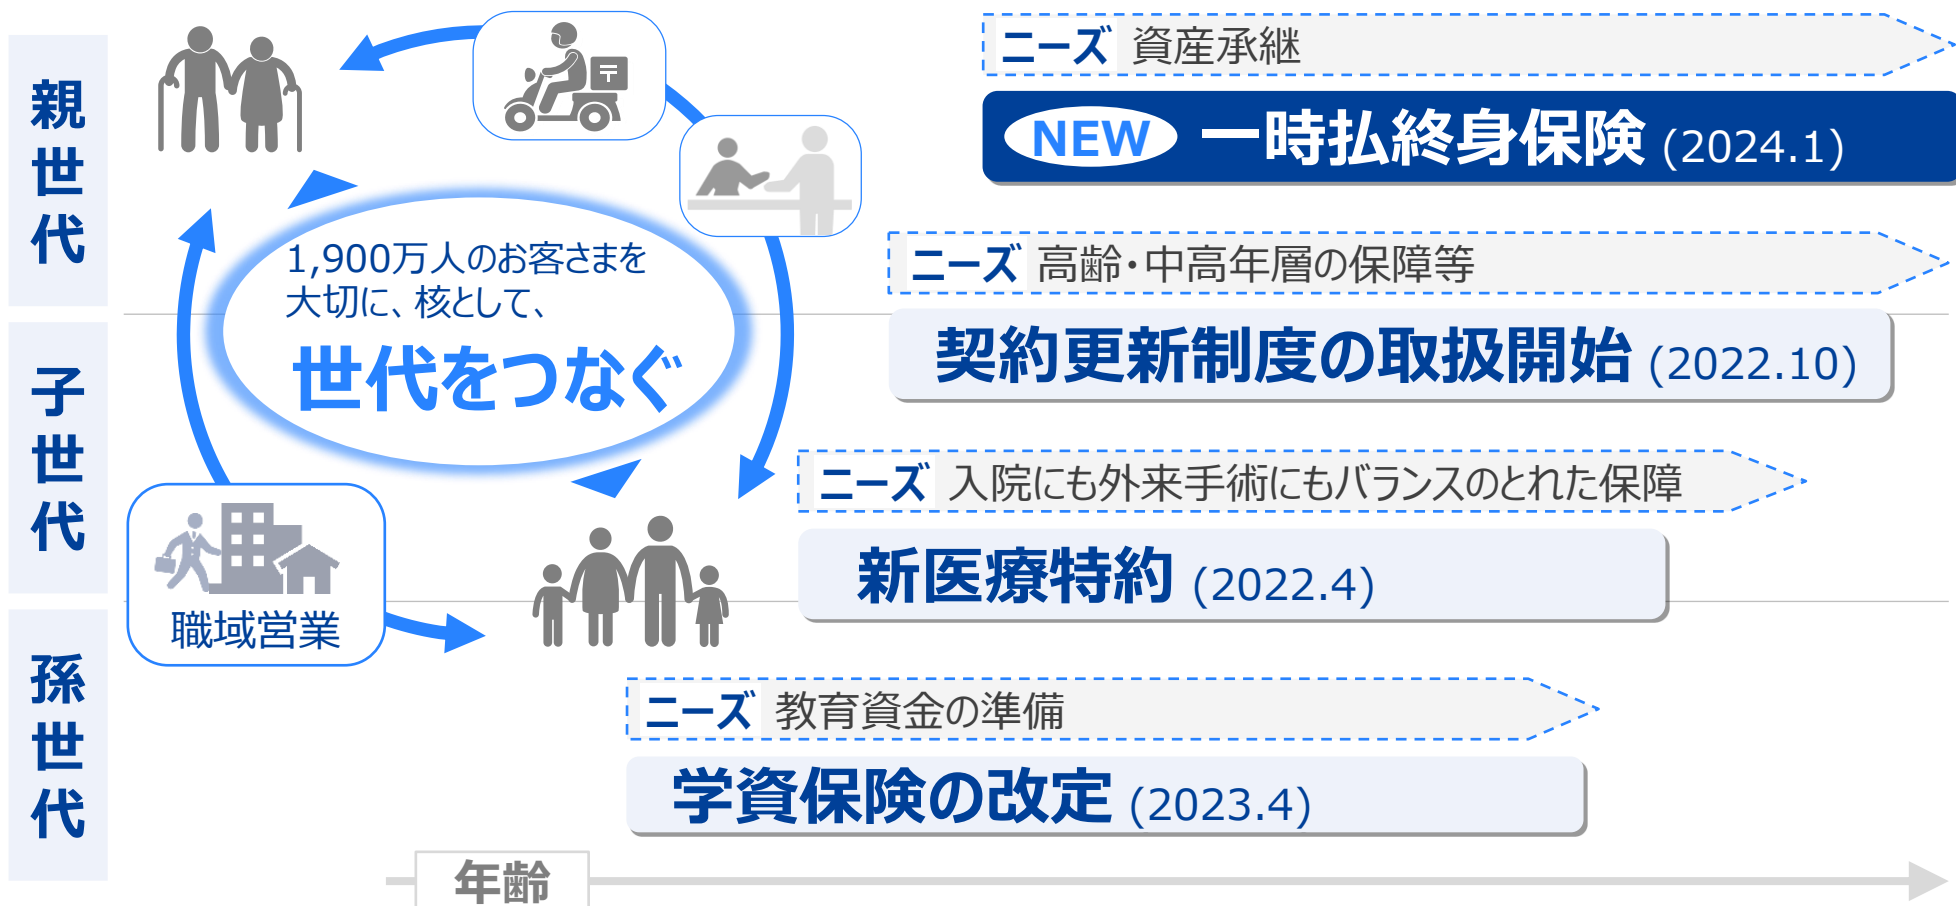 親世代
子世代
孫世代
1,900万人のお客さまを
大切に、核として、
世代をつなぐ
〒
職域営業
ニーズ 資産承継
NEW 一時払終身保険 (2024.1)
ニーズ 高齢・中高年層の保障等
契約更新制度の取扱開始 (2022.10)
ニーズ 入院にも外来手術にもバランスのとれた保障
新医療特約 (2022.4)
ニーズ 教育資金の準備
学資保険の改定 (2023.4)
年齢